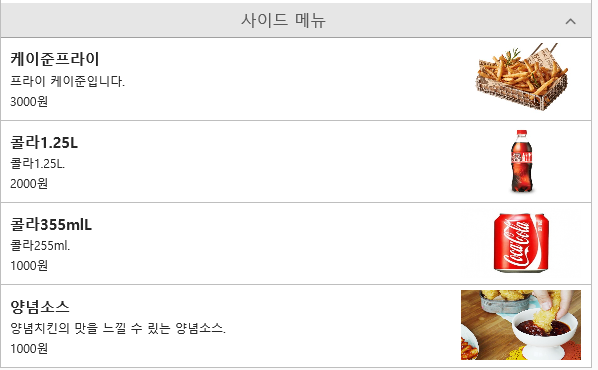 사이드 메뉴
케이준프라이
프라이 케이준입니다.
3000원
콜라1.25L
콜라1.25L.
2000원
콜라355mlL
콜라255ml.
1000원
Coca-Cola
양념소스
양념치킨의 맛을 느낄 수 있는 양념소스.
1000원